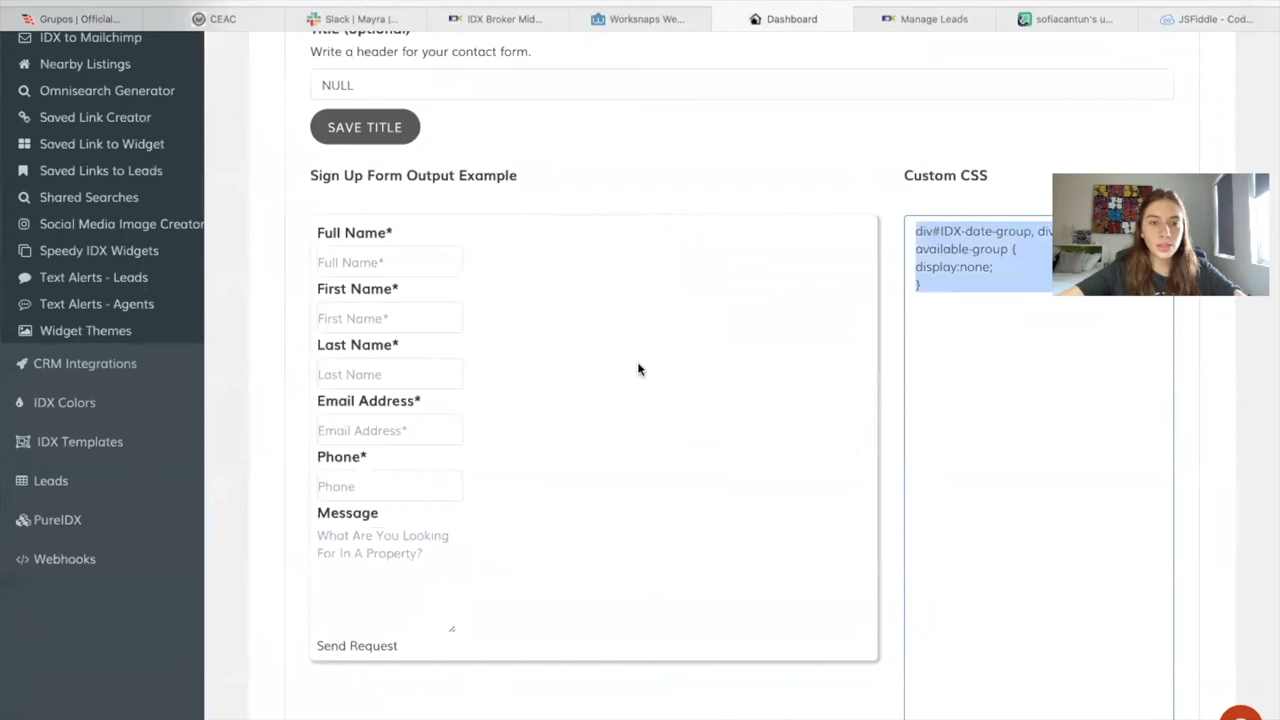 Grupos | Official...
CEAC
Slack | Mayra |...
IDX Broker Mid...
Worksnaps We...
Dashboard
Manage Leads
sofiacantun's u...
JSFiddle - Cod...
IDX to Mailchimp
Nearby Listings
Omnisearch Generator
Saved Link Creator
Saved Link to Widget
Saved Links to Leads
Shared Searches
Social Media Image Creator
Speedy IDX Widgets
Text Alerts - Leads
Text Alerts - Agents
Widget Themes
CRM Integrations
IDX Colors
IDX Templates
Leads
PureIDX
Webhooks
Title (optional)
Write a header for your contact form.
NULL
SAVE TITLE
Sign Up Form Output Example
Full Name*
Full Name*
First Name*
First Name*
Last Name*
Last Name
Email Address*
Email Address*
Phone*
Phone
Message
What Are You Looking
For In A Property?
Send Request
Custom CSS
div#IDX-date-group, div
available-group {
display:none;
}